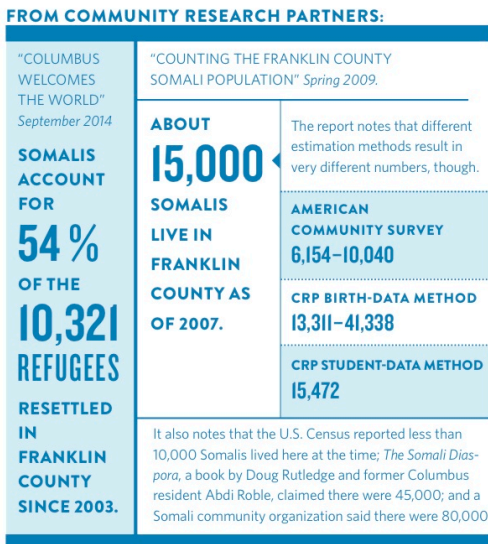 FROM COMMUNITY RESEARCH PARTNERS:
“COLUMBUS
WELCOMES
THE WORLD”
September 2014
SOMALIS
ACCOUNT
FOR
54 %
OF THE
10,321
REFUGEES
RESETTLED
IN
FRANKLIN
COUNTY
SINCE 2003.
“COUNTING THE FRANKLIN COUNTY
SOMALI POPULATION” Spring 2009.
ABOUT
15,000
SOMALIS
LIVE IN
FRANKLIN
COUNTY AS
OF 2007.
The report notes that different
estimation methods result in
very different numbers, though.
AMERICAN
COMMUNITY SURVEY
6,154–10,040
CRP BIRTH-DATA METHOD
13,311–41,338
CRP STUDENT-DATA METHOD
15,472
It also notes that the U.S. Census reported less than
10,000 Somalis lived here at the time; The Somali Dias-
pora, a book by Doug Rutledge and former Columbus
resident Abdi Roble, claimed there were 45,000; and a
Somali community organization said there were 80,000